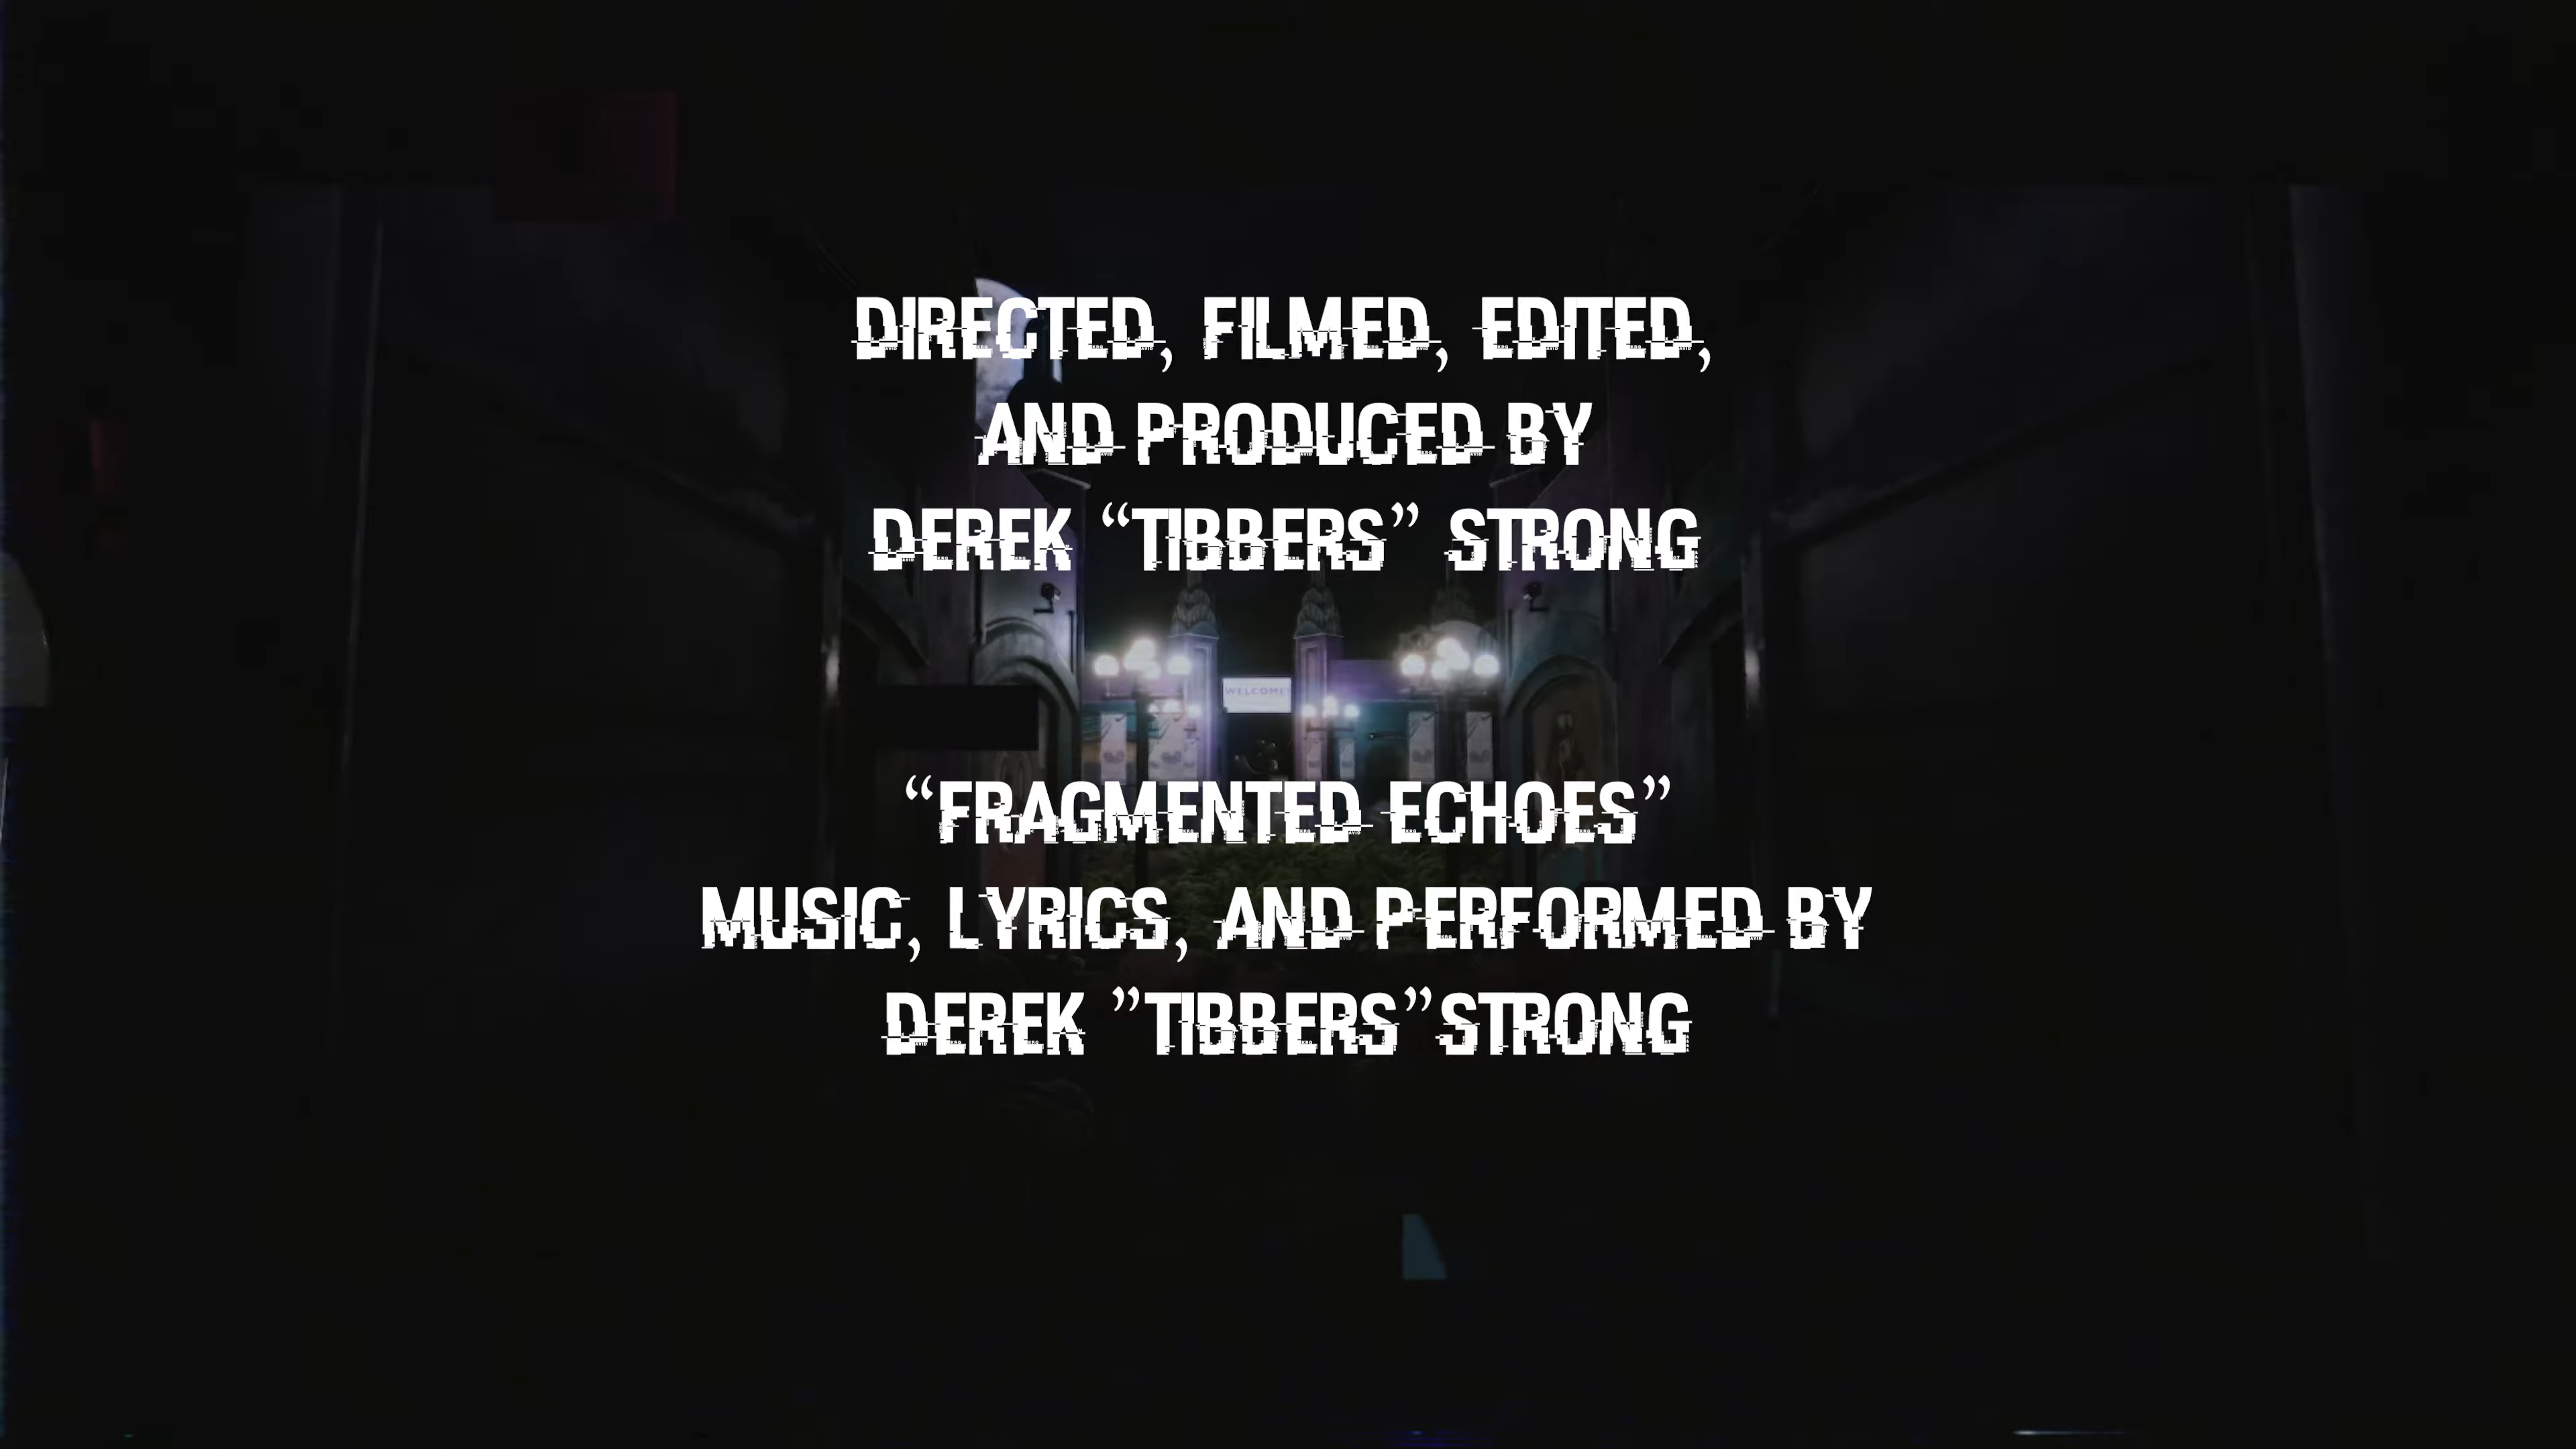 DIRECTED, FILMED, EDITED,
AND PRODUCED BY
DEREK “TIBBERS” STRONG
WELCOME!
“FRAGMENTED ECHOES”
MUSIC, LYRICS, AND PERFORMED BY
DEREK ”TIBBERS”STRONG